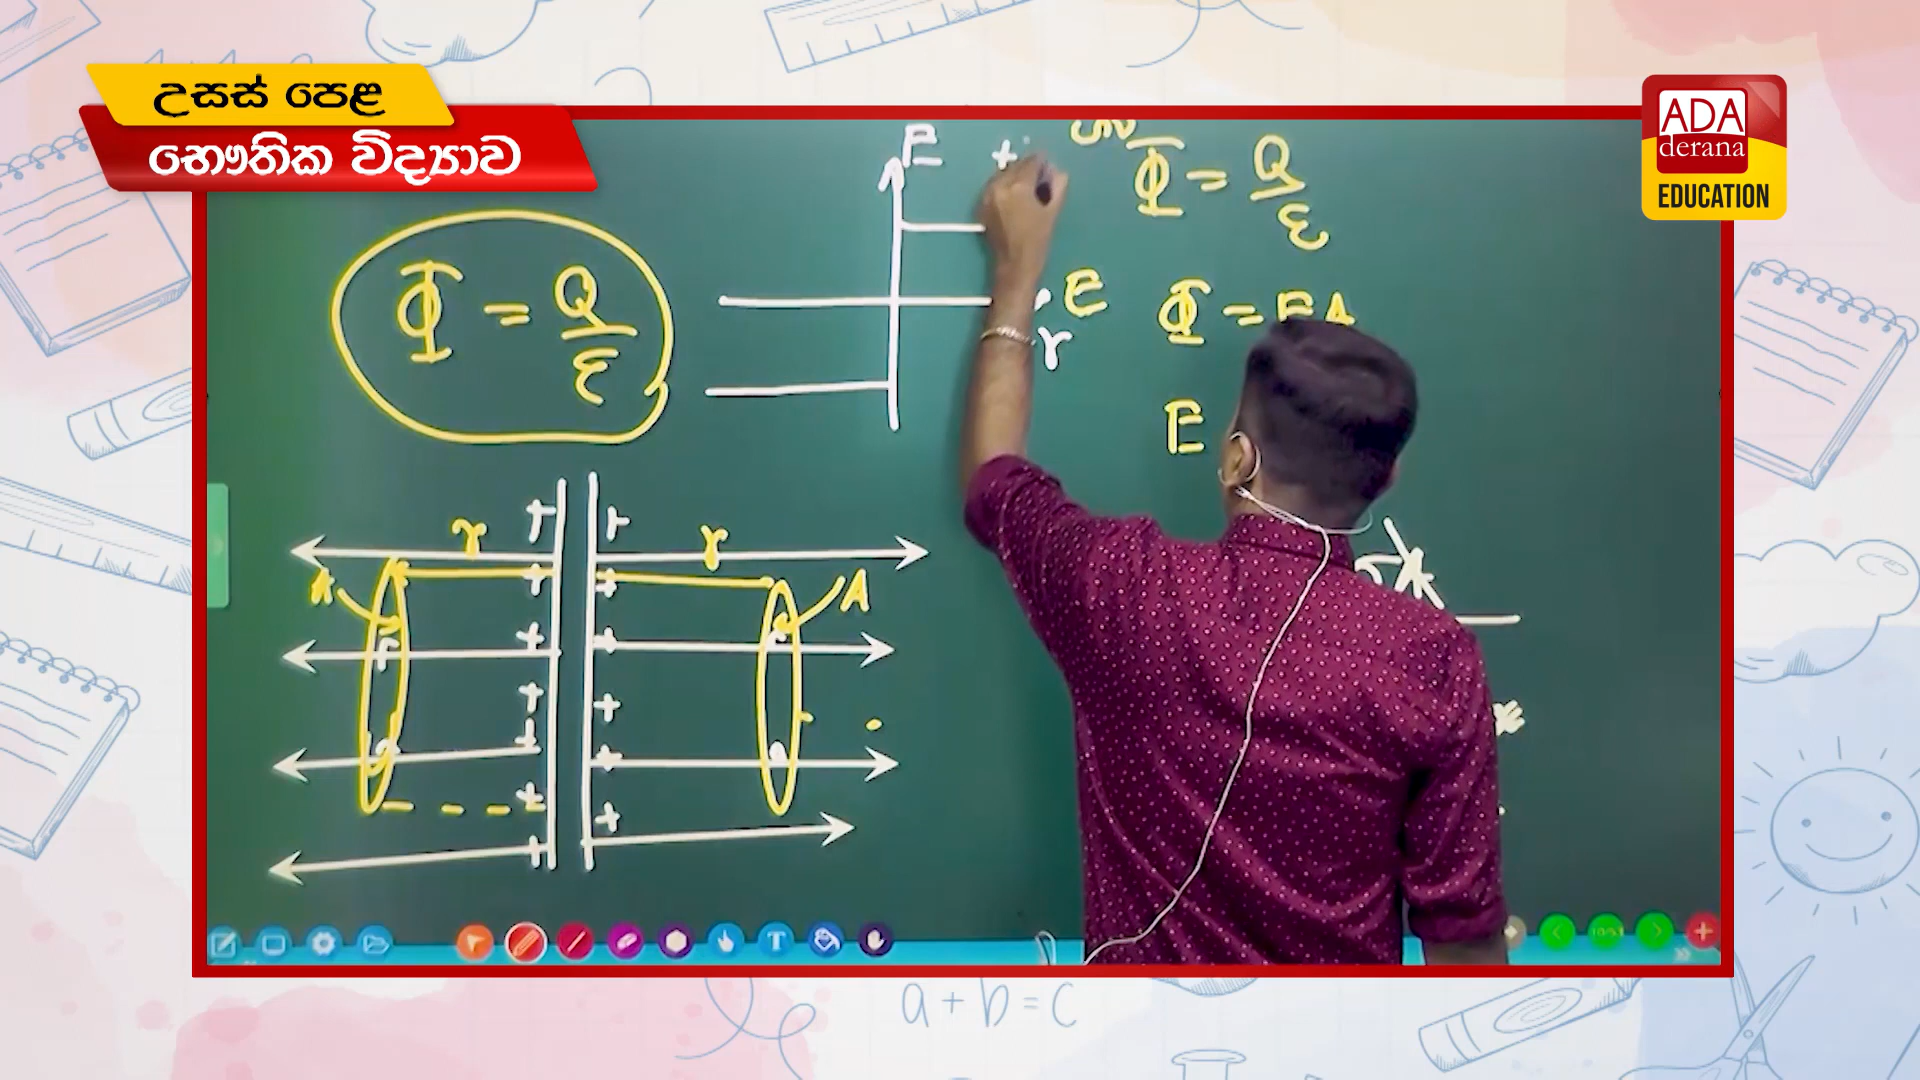 උසස් පෙළ
භෞතික විද්‍යාව
ADA
derana
EDUCATION
E
+
Φ = Q/ε
Φ = Q/ε
E
Φ = EA
r
E
+ +
r r
A A
+ +
+ +
+ +
+ +
+ +
+
T
a + b = c